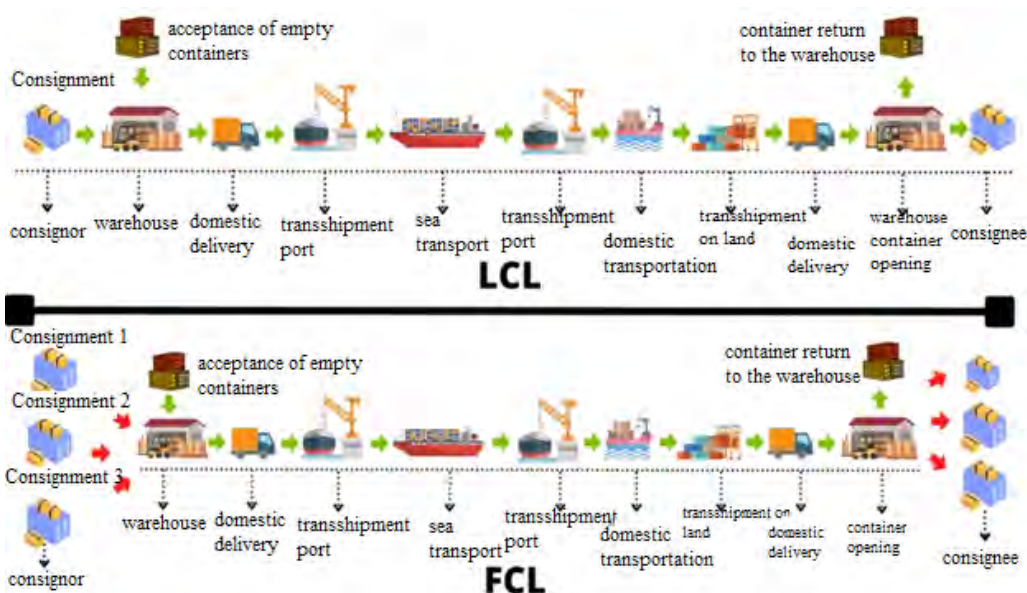 acceptance of empty
containers
container return
to the warehouse
Consignment
consignor
warehouse
domestic
delivery
transshipment
port
sea
transport
transshipment
port
domestic
transportation
transshipment
on land
domestic
delivery
warehouse
container
opening
consignee
LCL
Consignment 1
acceptance of empty
containers
container return
to the warehouse
Consignment 2
Consignment 3
consignor
warehouse
domestic
delivery
transshipment
port
sea
transport
transshipment/
port
domestic
transportation
transshipment on
land
domestic
delivery
container
opening
consignee
FCL